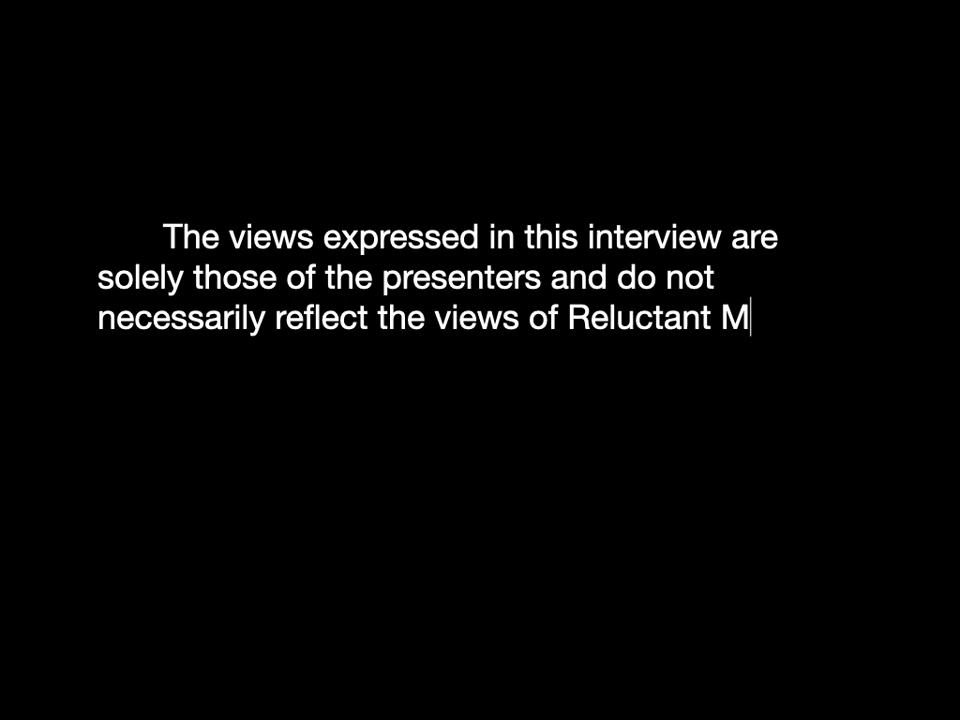 The views expressed in this interview are
solely those of the presenters and do not
necessarily reflect the views of Reluctant M